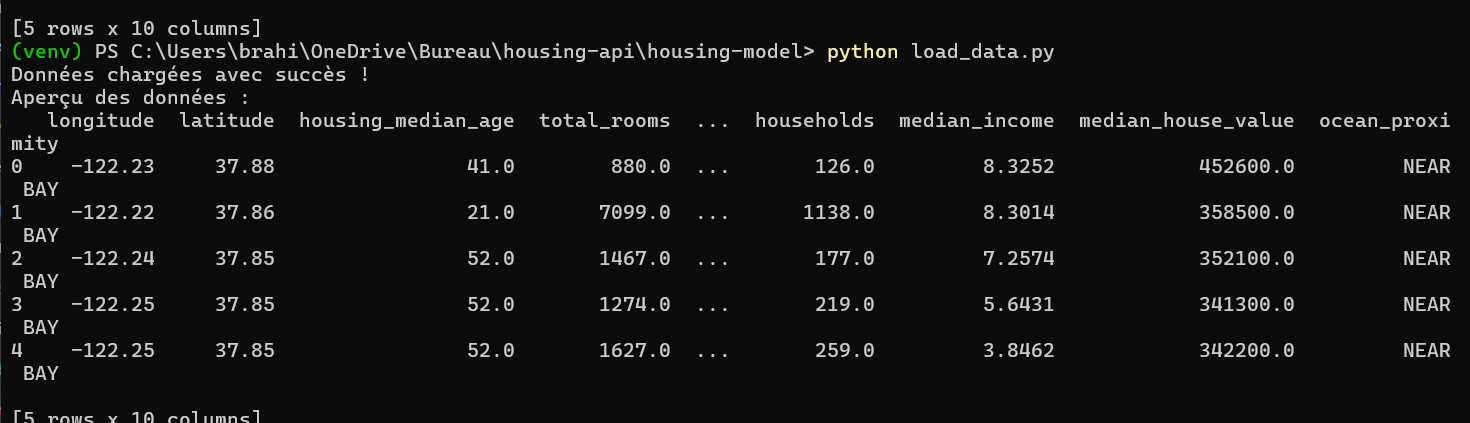 [5 rows x 10 columns]
(venv) PS C:\Users\brahi\OneDrive\Bureau\housing-api\housing-model> python load_data.py
Données chargées avec succès !
Aperçu des données :
   longitude  latitude  housing_median_age  total_rooms  ...  households  median_income  median_house_value  ocean_proxi
mity
0    -122.23     37.88                41.0        880.0  ...       126.0         8.3252            452600.0         NEAR
 BAY
1    -122.22     37.86                21.0       7099.0  ...      1138.0         8.3014            358500.0         NEAR
 BAY
2    -122.24     37.85                52.0       1467.0  ...       177.0         7.2574            352100.0         NEAR
 BAY
3    -122.25     37.85                52.0       1274.0  ...       219.0         5.6431            341300.0         NEAR
 BAY
4    -122.25     37.85                52.0       1627.0  ...       259.0         3.8462            342200.0         NEAR
 BAY
[5 rows x 10 columns]